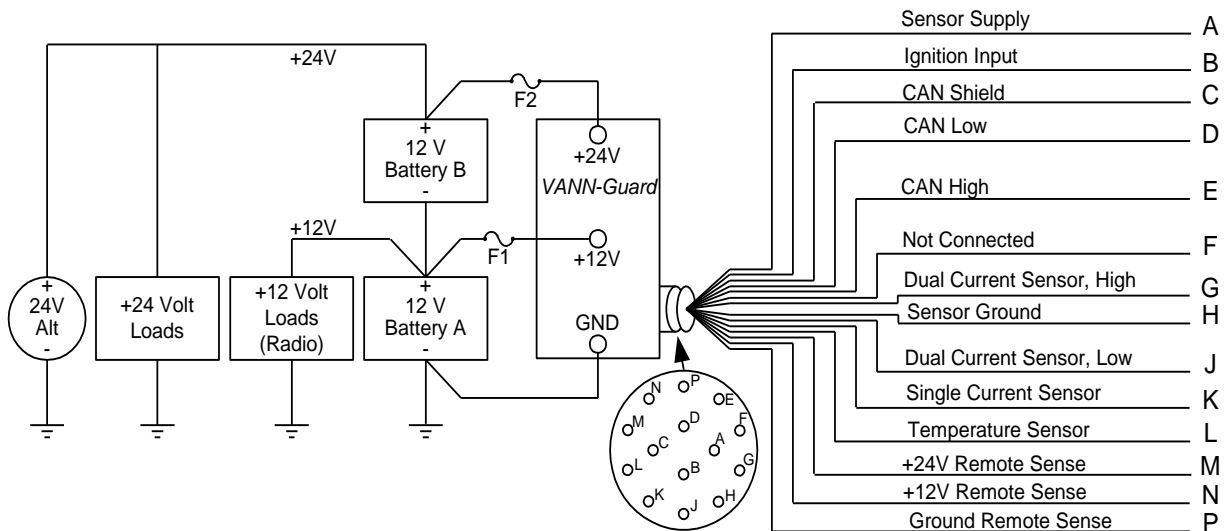 +24V
F2
+
12 V
Battery B
-
+24V
VANN-Guard
+12V
F1
+12V
+
24V
Alt
-
+24 Volt
Loads
+12 Volt
Loads
(Radio)
+
12 V
Battery A
-
GND
Sensor Supply A
Ignition Input B
CAN Shield C
CAN Low D
CAN High E
Not Connected F
Dual Current Sensor, High G
Sensor Ground H
Dual Current Sensor, Low J
Single Current Sensor K
Temperature Sensor L
+24V Remote Sense M
+12V Remote Sense N
Ground Remote Sense P
P
N
E
M
D
F
C
A
L
B
G
K
H
J